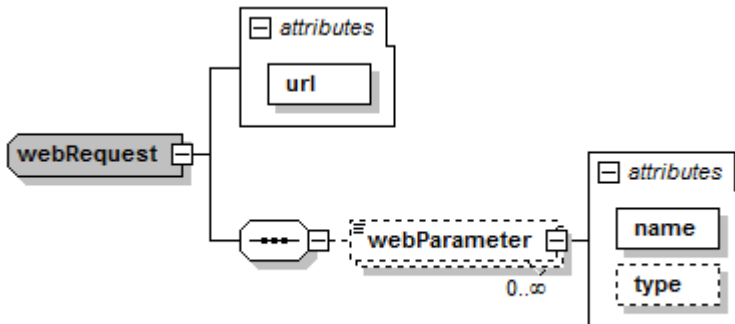 attributes
url
webRequest
attributes
webParameter
name
type
0..∞